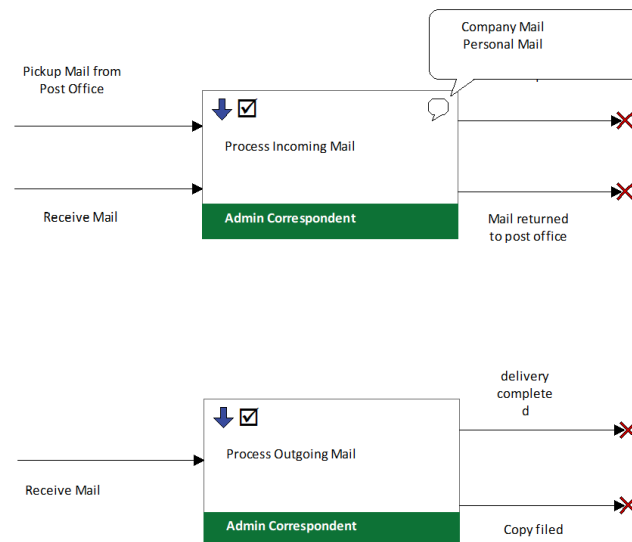 Company Mail
Personal Mail
Pickup Mail from
Post Office
Process Incoming Mail
Receive Mail
Admin Correspondent
Mail returned
to post office
delivery
complete
d
Process Outgoing Mail
Receive Mail
Admin Correspondent
Copy filed